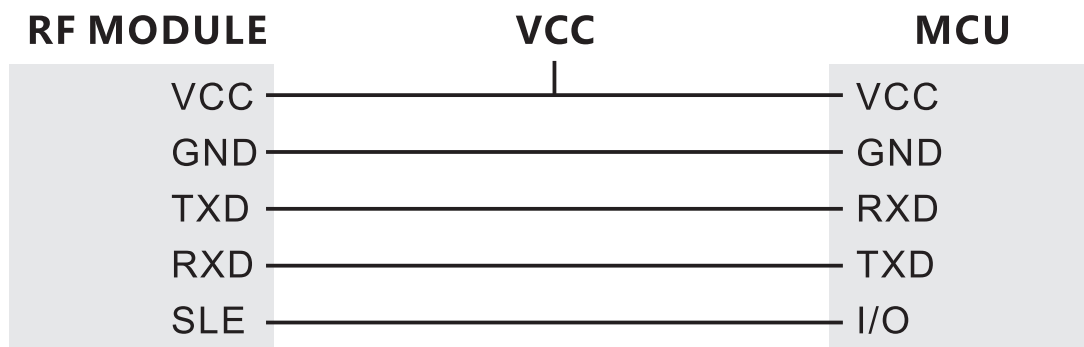 RF MODULE VCC MCU
VCC VCC
GND GND
TXD RXD
RXD TXD
SLE I/O